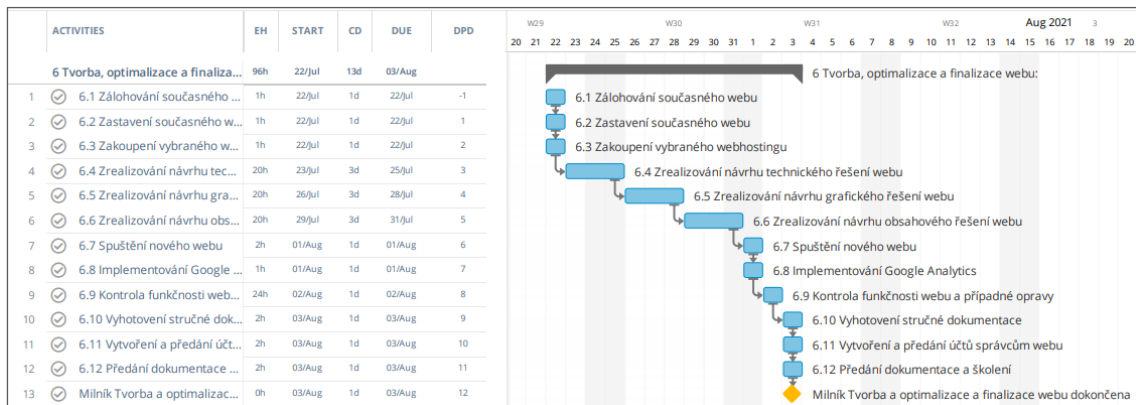 W29 W30 W31 W32 Aug 2021 3
ACTIVITIES EH START CD DUE DPD 20 21 22 23 24 25 26 27 28 29 30 31 1 2 3 4 5 6 7 8 9 10 11 12 13 14 15 16 17 18 19 20
6 Tvorba, optimalizace a finaliza... 96h 22/Jul 13d 03/Aug 6 Tvorba, optimalizace a finalizace webu:
1 6.1 Zálohování současného ... 1h 22/Jul 1d 22/Jul -1 6.1 Zálohování současného webu
2 6.2 Zastavení současného w... 1h 22/Jul 1d 22/Jul 1 6.2 Zastavení současného webu
3 6.3 Zakoupení vybraného w... 1h 22/Jul 1d 22/Jul 2 6.3 Zakoupení vybraného webhostingu
4 6.4 Zrealizování návrhu tec... 20h 23/Jul 3d 25/Jul 3 6.4 Zrealizování návrhu technického řešení webu
5 6.5 Zrealizování návrhu gra... 20h 26/Jul 3d 28/Jul 4 6.5 Zrealizování návrhu grafického řešení webu
6 6.6 Zrealizování návrhu obs... 20h 29/Jul 3d 31/Jul 5 6.6 Zrealizování návrhu obsahového řešení webu
7 6.7 Spuštění nového webu 2h 01/Aug 1d 01/Aug 6 6.7 Spuštění nového webu
8 6.8 Implementování Google ... 1h 01/Aug 1d 01/Aug 7 6.8 Implementování Google Analytics
9 6.9 Kontrola funkčnosti web... 24h 02/Aug 1d 02/Aug 8 6.9 Kontrola funkčnosti webu a případné opravy
10 6.10 Vyhotovení stručné dok... 2h 03/Aug 1d 03/Aug 9 6.10 Vyhotovení stručné dokumentace
11 6.11 Vytvoření a předání účt... 2h 03/Aug 1d 03/Aug 10 6.11 Vytvoření a předání účtů správcům webu
12 6.12 Předání dokumentace ... 2h 03/Aug 1d 03/Aug 11 6.12 Předání dokumentace a školení
13 Milník Tvorba a optimalizac... 0h 03/Aug 1d 03/Aug 12 Milník Tvorba a optimalizace a finalizace webu dokončena